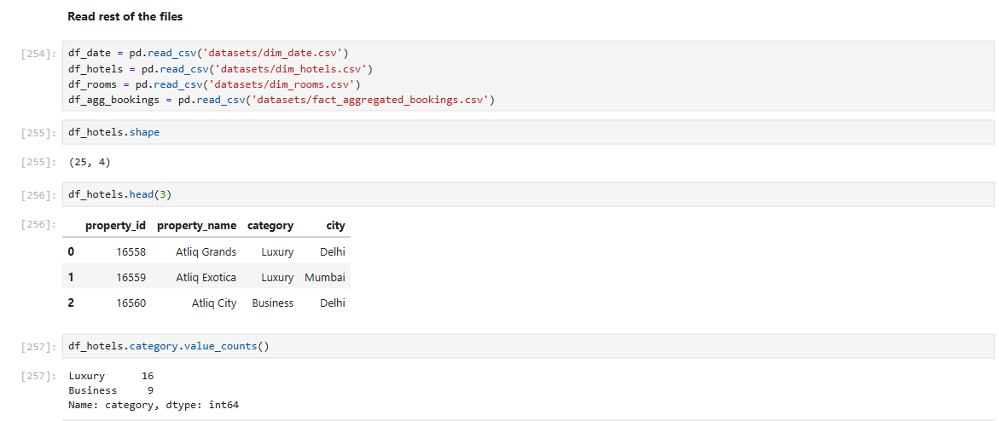 Read rest of the files
[254]: df_date = pd.read_csv('datasets/dim_date.csv')
df_hotels = pd.read_csv('datasets/dim_hotels.csv')
df_rooms = pd.read_csv('datasets/dim_rooms.csv')
df_agg_bookings = pd.read_csv('datasets/fact_aggregated_bookings.csv')
[255]: df_hotels.shape
[255]: (25, 4)
[256]: df_hotels.head(3)
[256]: property_id property_name category city
0 16558 Atliq Grands Luxury Delhi
1 16559 Atliq Exotica Luxury Mumbai
2 16560 Atliq City Business Delhi
[257]: df_hotels.category.value_counts()
[257]: Luxury 16
Business 9
Name: category, dtype: int64